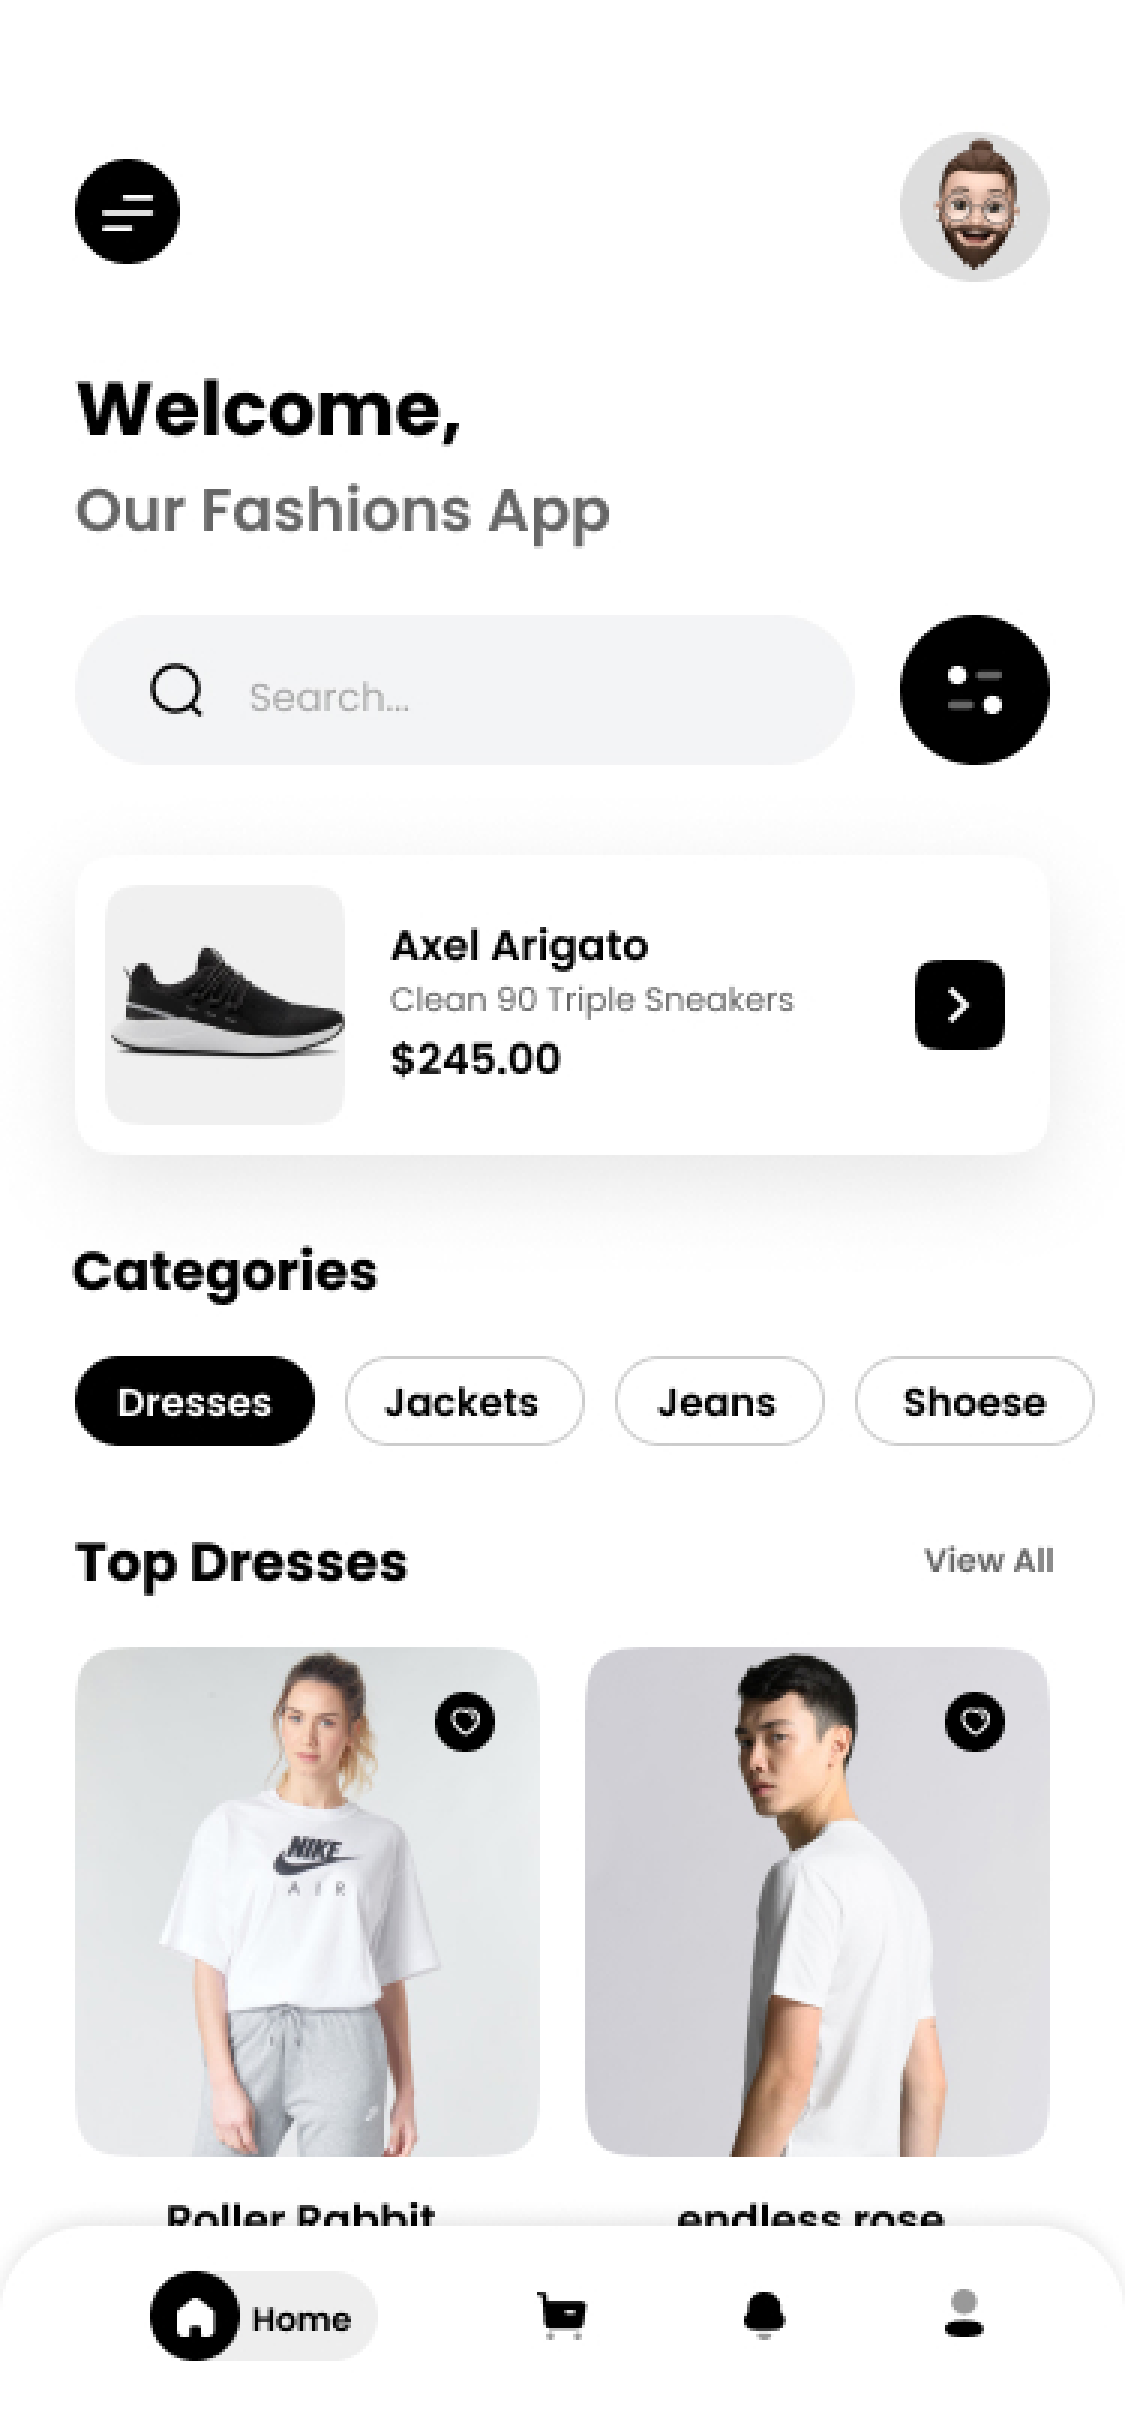 Welcome,
Our Fashions App
Search...
Axel Arigato
Clean 90 Triple Sneakers
$245.00
Categories
Dresses
Jackets
Jeans
Shoese
Top Dresses
View All
NIKE
AIR
Roller Rabbit
endless rose
Home